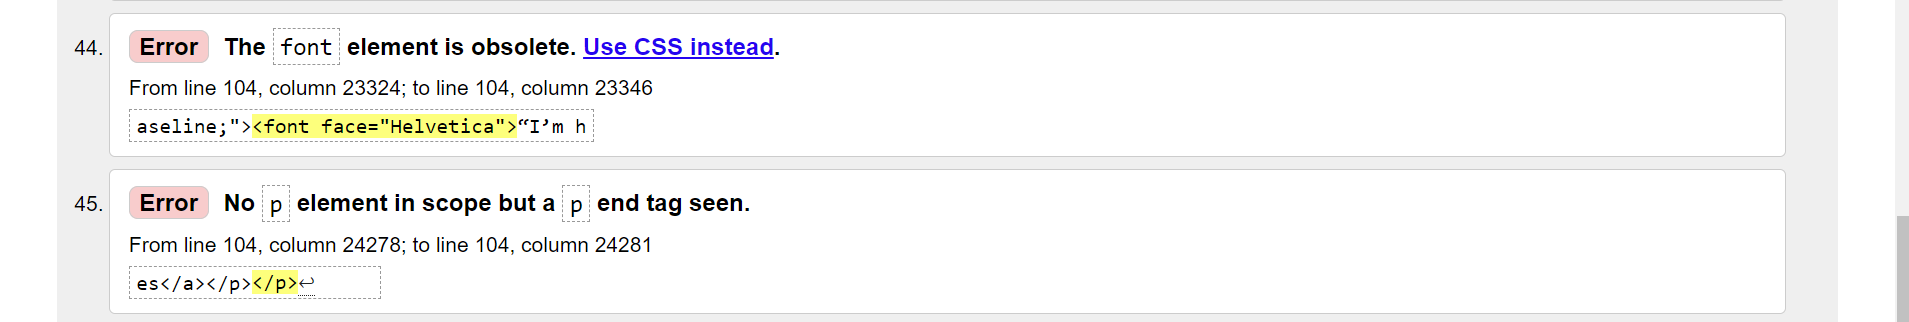 44. Error The font element is obsolete. Use CSS instead.
From line 104, column 23324; to line 104, column 23346
aseline;"><font face="Helvetica">“I’m h
45. Error No p element in scope but a p end tag seen.
From line 104, column 24278; to line 104, column 24281
es</a></p></p>↩